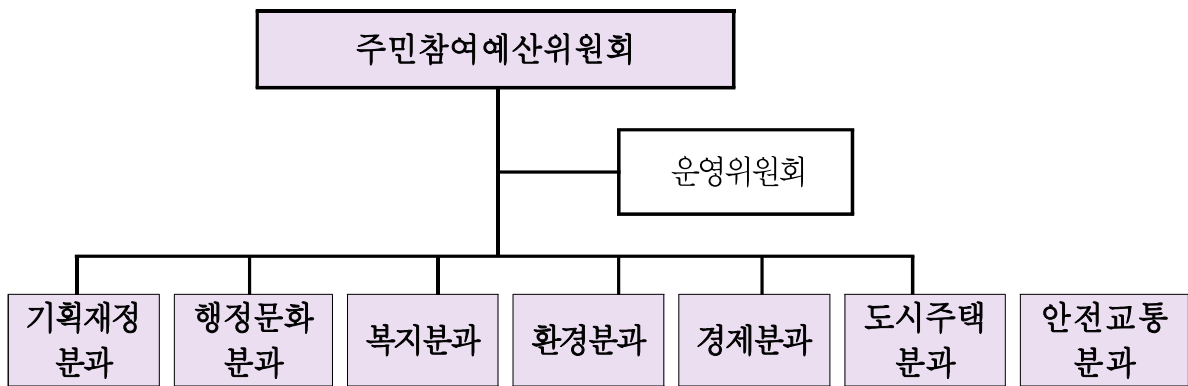 주민참여예산위원회
운영위원회
기획재정
분과
행정문화
분과
복지분과
환경분과
경제분과
도시주택
분과
안전교통
분과